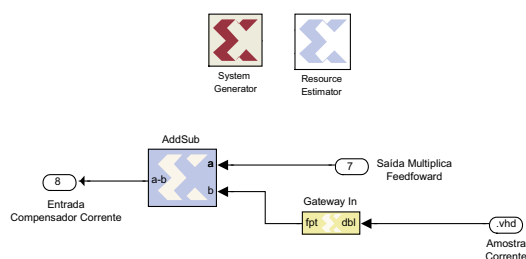 System
Generator
Resource
Estimator
AddSub
a
a-b
b
8
Entrada
Compensador Corrente
7
Saída Multiplica
Feedfoward
Gateway In
fpt
dbl
.vhd
Amostra
Corrente